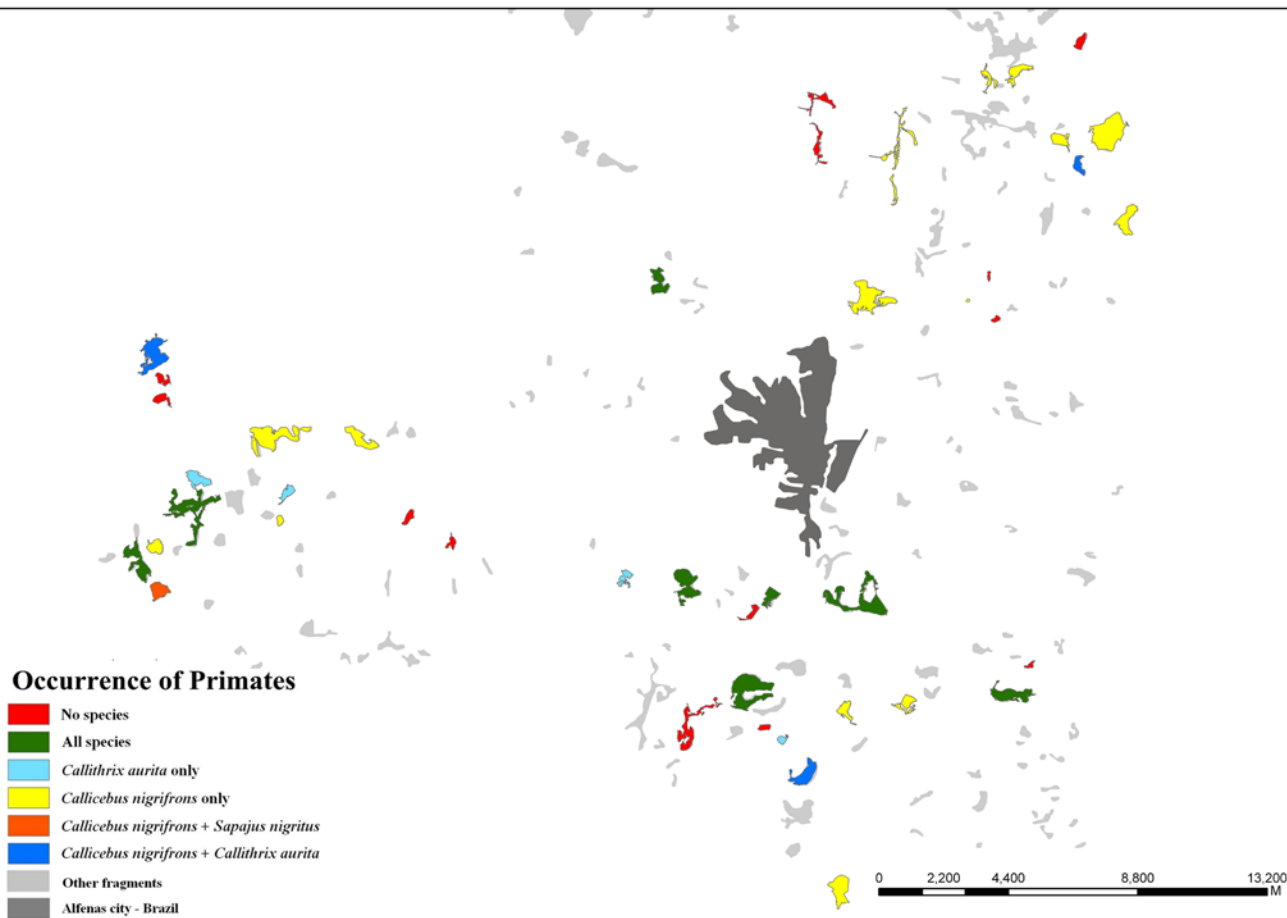 Occurrence of Primates
No species
All species
Callithrix aurita only
Callicebus nigrifrons only
Callicebus nigrifrons + Sapajus nigritus
Callicebus nigrifrons + Callithrix aurita
Other fragments
Alfenas city - Brazil
0 2,200 4,400 8,800 13,200
M